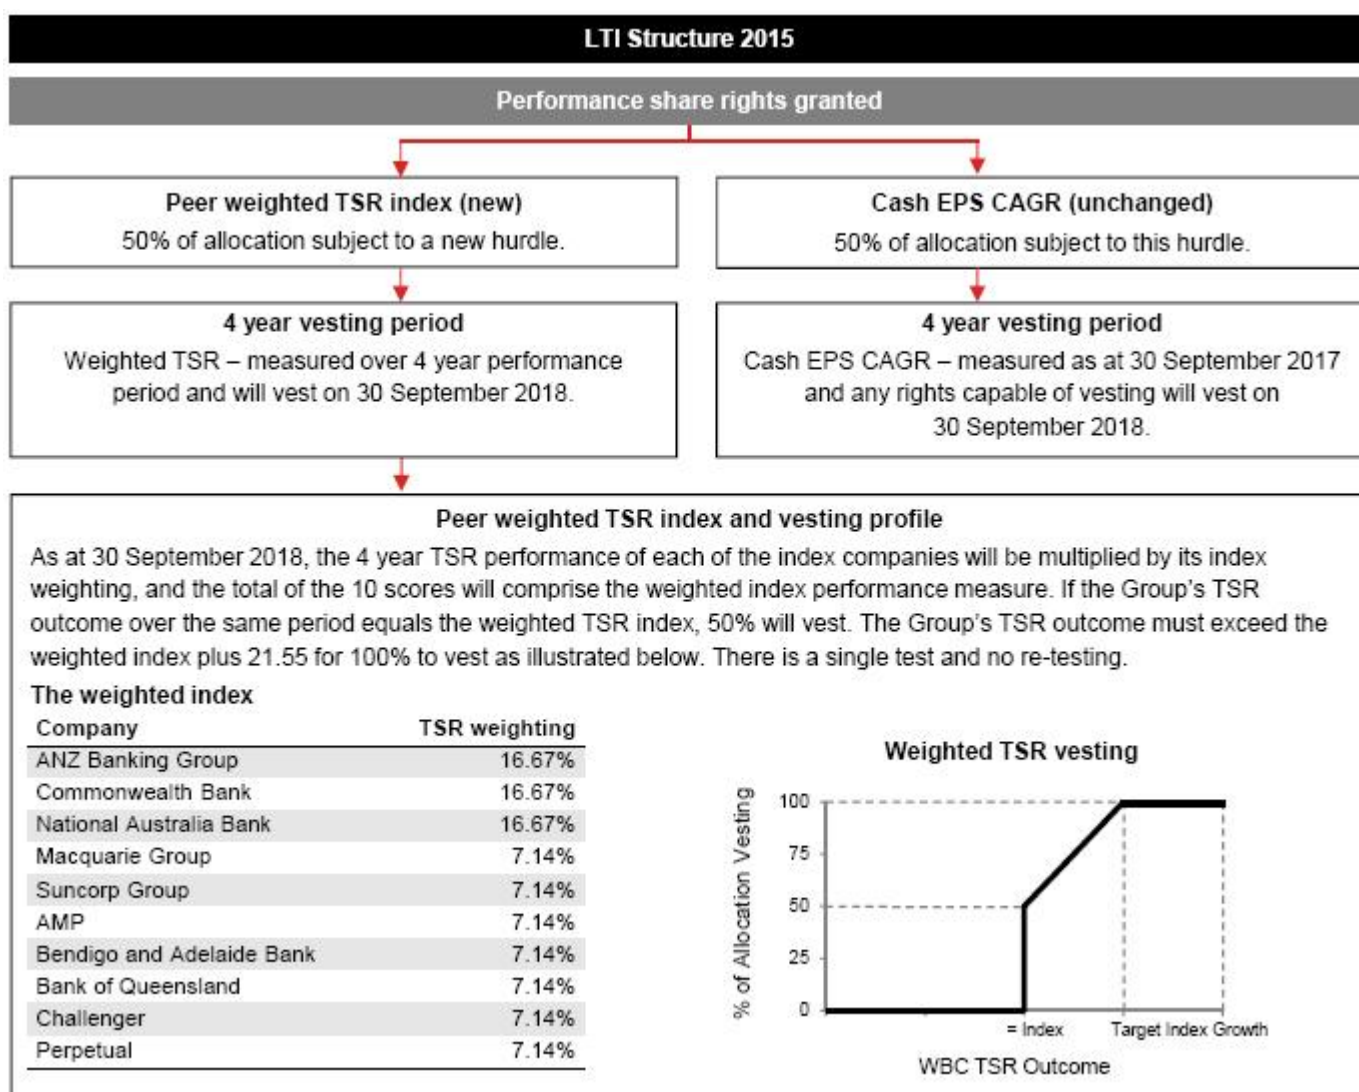 LTI Structure 2015
Performance share rights granted
Peer weighted TSR index (new)
50% of allocation subject to a new hurdle.
Cash EPS CAGR (unchanged)
50% of allocation subject to this hurdle.
4 year vesting period
Weighted TSR – measured over 4 year performance
period and will vest on 30 September 2018.
4 year vesting period
Cash EPS CAGR – measured as at 30 September 2017
and any rights capable of vesting will vest on
30 September 2018.
Peer weighted TSR index and vesting profile
As at 30 September 2018, the 4 year TSR performance of each of the index companies will be multiplied by its index
weighting, and the total of the 10 scores will comprise the weighted index performance measure. If the Group's TSR
outcome over the same period equals the weighted TSR index, 50% will vest. The Group's TSR outcome must exceed the
weighted index plus 21.55 for 100% to vest as illustrated below. There is a single test and no re-testing.
The weighted index
Company TSR weighting
ANZ Banking Group 16.67%
Commonwealth Bank 16.67%
National Australia Bank 16.67%
Macquarie Group 7.14%
Suncorp Group 7.14%
AMP 7.14%
Bendigo and Adelaide Bank 7.14%
Bank of Queensland 7.14%
Challenger 7.14%
Perpetual 7.14%
Weighted TSR vesting
% of Allocation Vesting
100
75
50
25
0
= Index Target Index Growth
WBC TSR Outcome